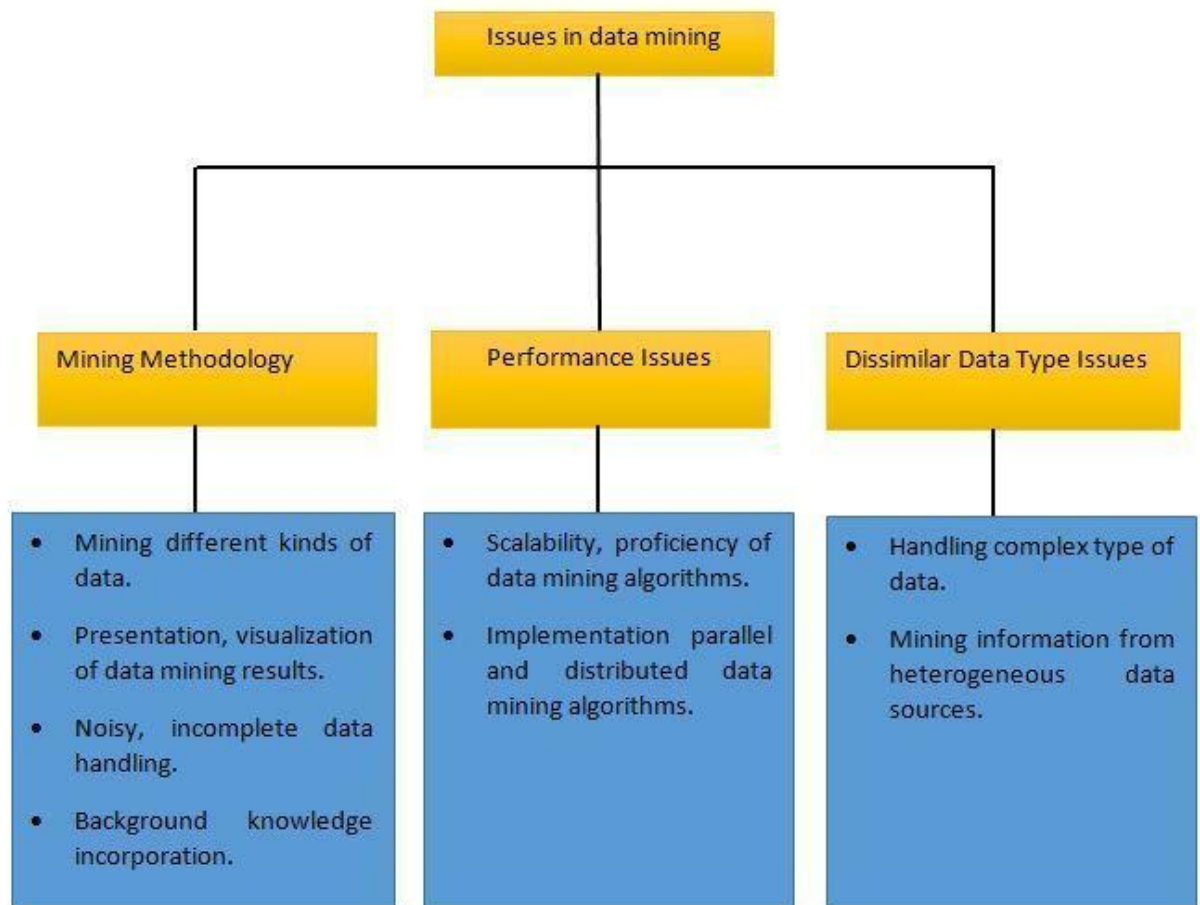 Issues in data mining
Mining Methodology
Performance Issues
Dissimilar Data Type Issues
• Mining different kinds of
data.
• Presentation, visualization
of data mining results.
• Noisy, incomplete data
handling.
• Background knowledge
incorporation.
• Scalability, proficiency of
data mining algorithms.
• Implementation parallel
and distributed data
mining algorithms.
• Handling complex type of
data.
• Mining information from
heterogeneous data
sources.